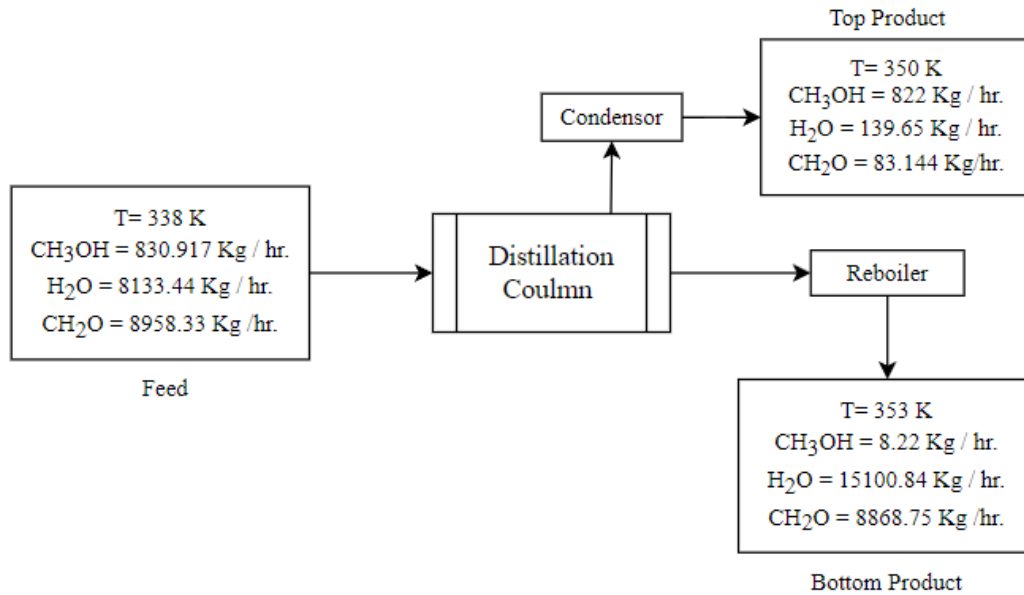 Top Product
T= 350 K
CH₃OH = 822 Kg / hr.
H₂O = 139.65 Kg / hr.
CH₂O = 83.144 Kg/hr.
Condensor
T= 338 K
CH₃OH = 830.917 Kg / hr.
H₂O = 8133.44 Kg / hr.
CH₂O = 8958.33 Kg /hr.
Feed
Distillation
Coulmn
Reboiler
T= 353 K
CH₃OH = 8.22 Kg / hr.
H₂O = 15100.84 Kg / hr.
CH₂O = 8868.75 Kg /hr.
Bottom Product